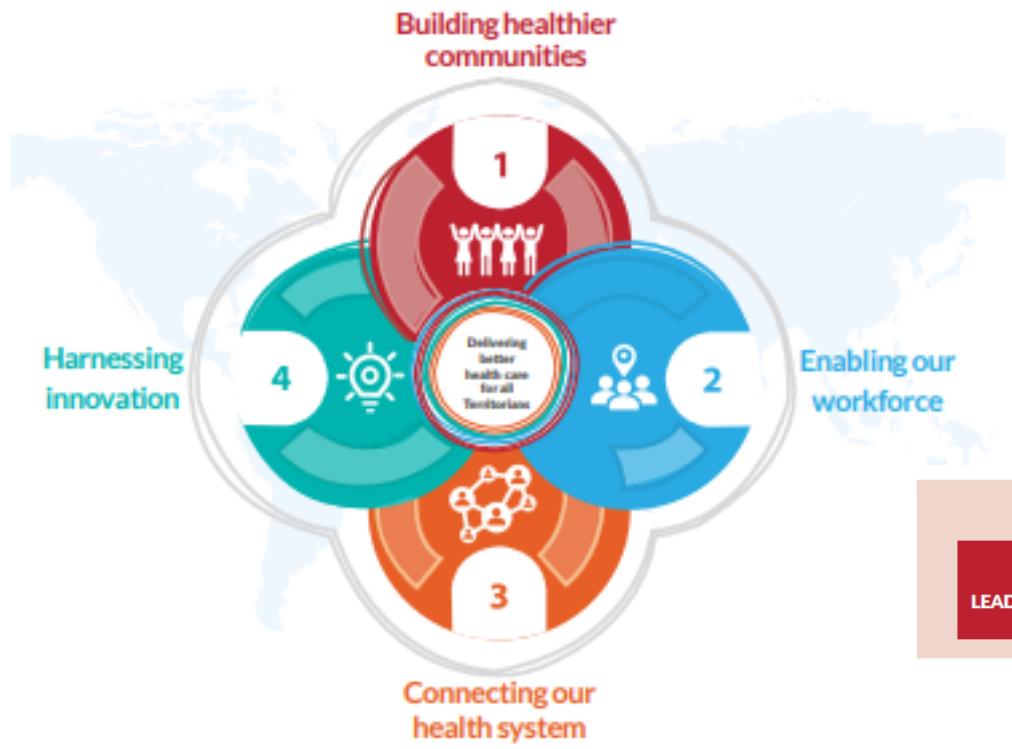 Building healthier
communities
1
Harnessing
innovation
4
Delivering
better
health care
for all
Territorians
2
Enabling our
workforce
3
LEAD
Connecting our
health system